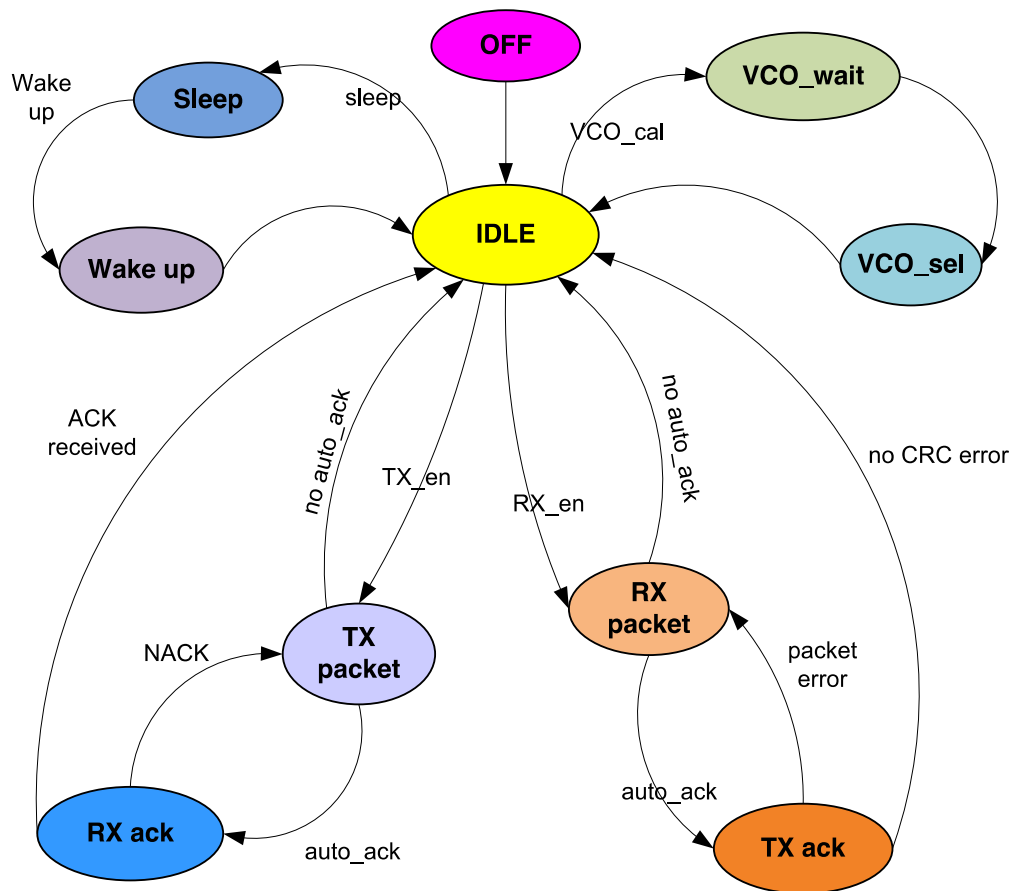 OFF
VCO_wait
Wake
up
Sleep
sleep
VCO_cal
IDLE
Wake up
VCO_sel
ACK
received
no auto_ack
TX_en
RX_en
no auto_ack
no CRC error
TX
packet
RX
packet
NACK
packet
error
auto_ack
RX ack
auto_ack
TX ack